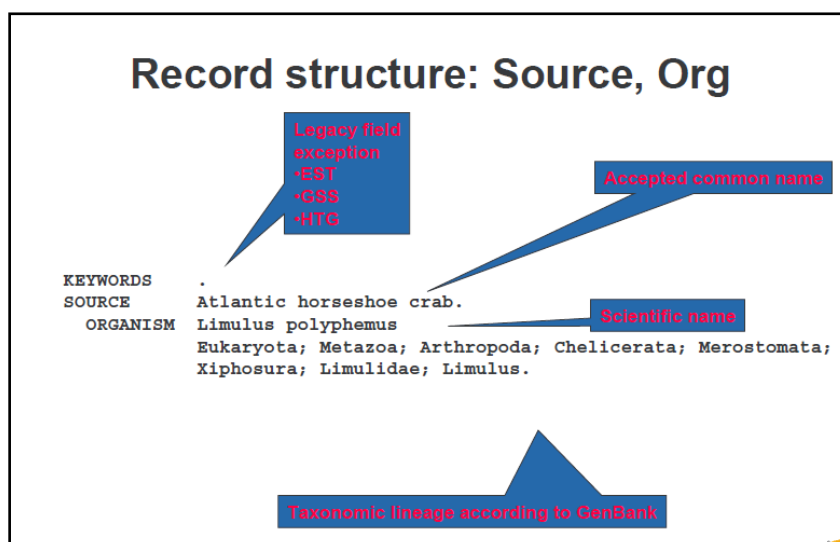 Record structure: Source, Org
Legacy field
exception
•EST
•GSS
•HTG
Accepted common name
KEYWORDS .
SOURCE Atlantic horseshoe crab.
ORGANISM Limulus polyphemus
Scientific name
Eukaryota; Metazoa; Arthropoda; Chelicerata; Merostomata;
Xiphosura; Limulidae; Limulus.
Taxonomic lineage according to GenBank